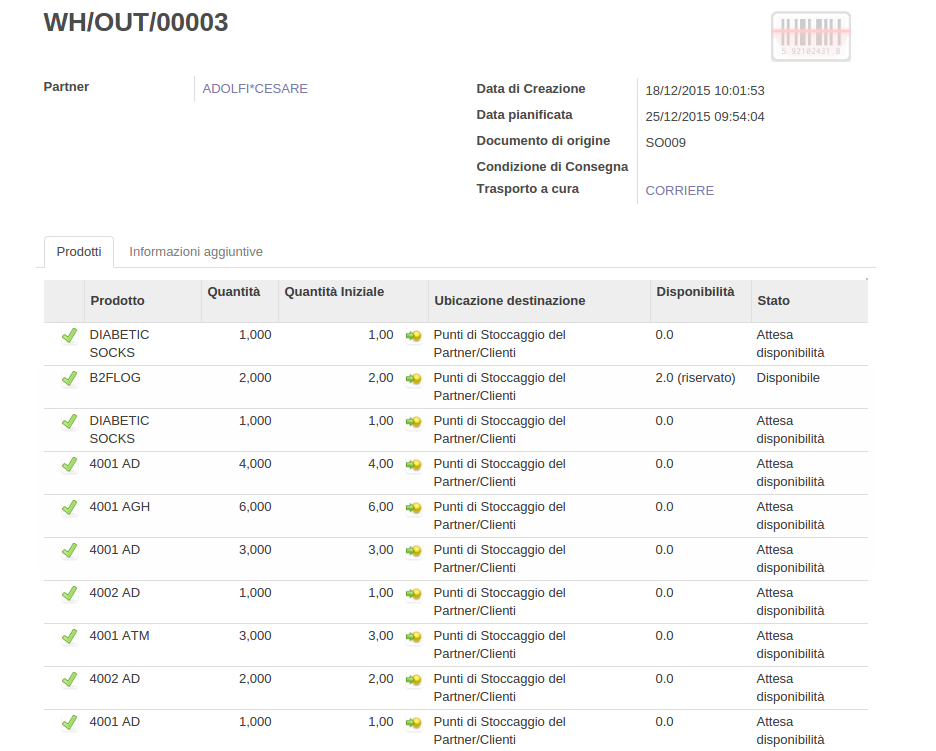 WH/OUT/00003
Partner ADOLFI*CESARE
Data di Creazione 18/12/2015 10:01:53
Data pianificata 25/12/2015 09:54:04
Documento di origine SO009
Condizione di Consegna
Trasporto a cura CORRIERE
Prodotti Informazioni aggiuntive
Prodotto Quantità Quantità Iniziale Ubicazione destinazione Disponibilità Stato
DIABETIC 1,000 1,00 Punti di Stoccaggio del 0.0 Attesa
SOCKS Partner/Clienti disponibilità
B2FLOG 2,000 2,00 Punti di Stoccaggio del 2.0 (riservato) Disponibile
Partner/Clienti
DIABETIC 1,000 1,00 Punti di Stoccaggio del 0.0 Attesa
SOCKS Partner/Clienti disponibilità
4001 AD 4,000 4,00 Punti di Stoccaggio del 0.0 Attesa
Partner/Clienti disponibilità
4001 AGH 6,000 6,00 Punti di Stoccaggio del 0.0 Attesa
Partner/Clienti disponibilità
4001 AD 3,000 3,00 Punti di Stoccaggio del 0.0 Attesa
Partner/Clienti disponibilità
4002 AD 1,000 1,00 Punti di Stoccaggio del 0.0 Attesa
Partner/Clienti disponibilità
4001 ATM 3,000 3,00 Punti di Stoccaggio del 0.0 Attesa
Partner/Clienti disponibilità
4002 AD 2,000 2,00 Punti di Stoccaggio del 0.0 Attesa
Partner/Clienti disponibilità
4001 AD 1,000 1,00 Punti di Stoccaggio del 0.0 Attesa
Partner/Clienti disponibilità